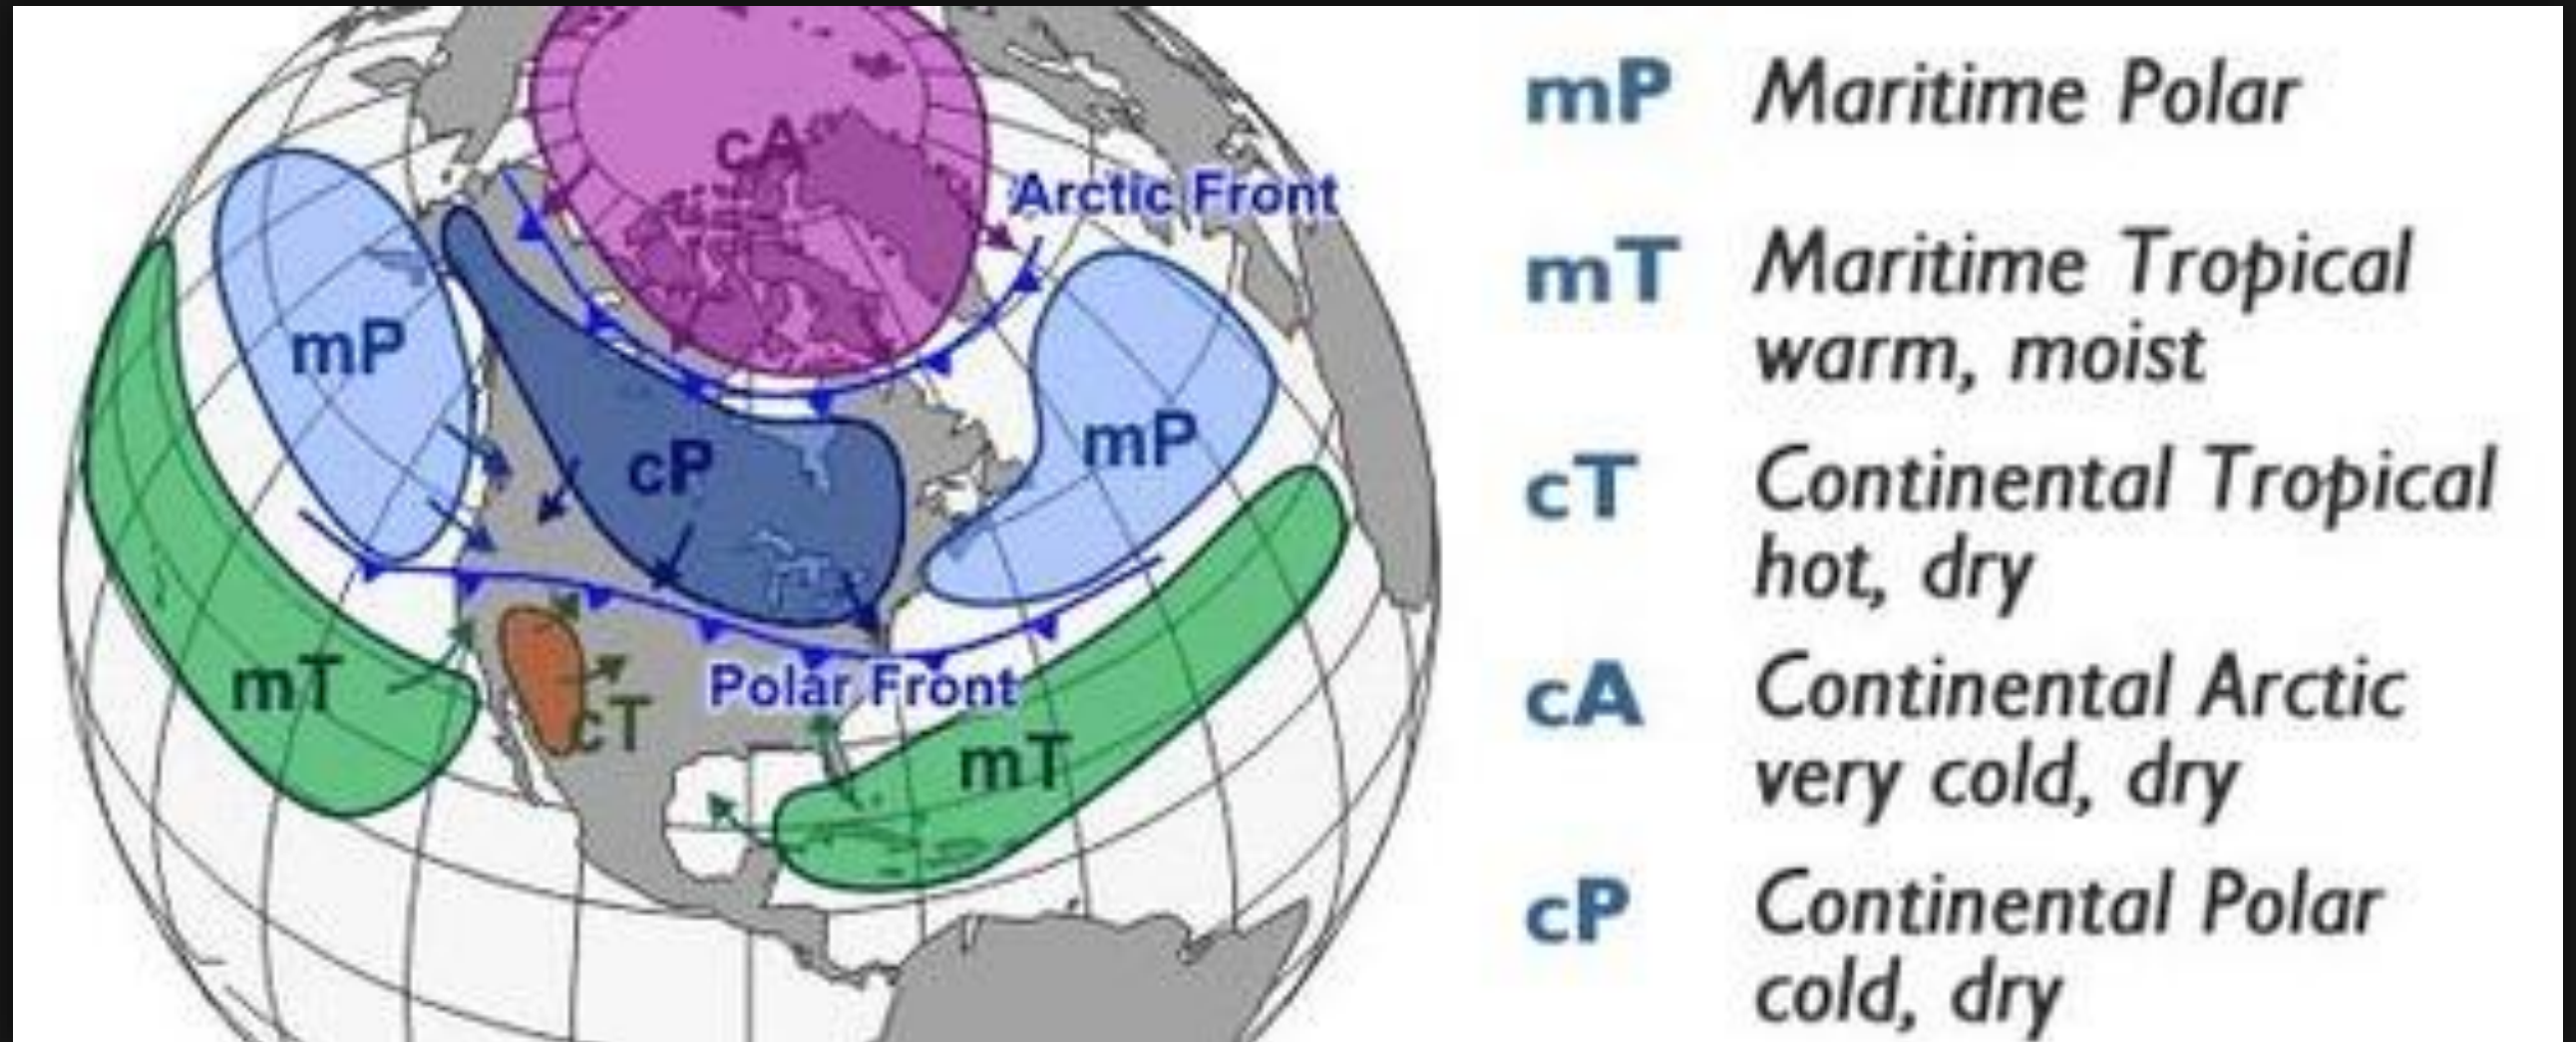 cA
Arctic Front
mP
cP
mP
mT
cT
Polar Front
mT
mP Maritime Polar
mT Maritime Tropical
warm, moist
cT Continental Tropical
hot, dry
cA Continental Arctic
very cold, dry
cP Continental Polar
cold, dry